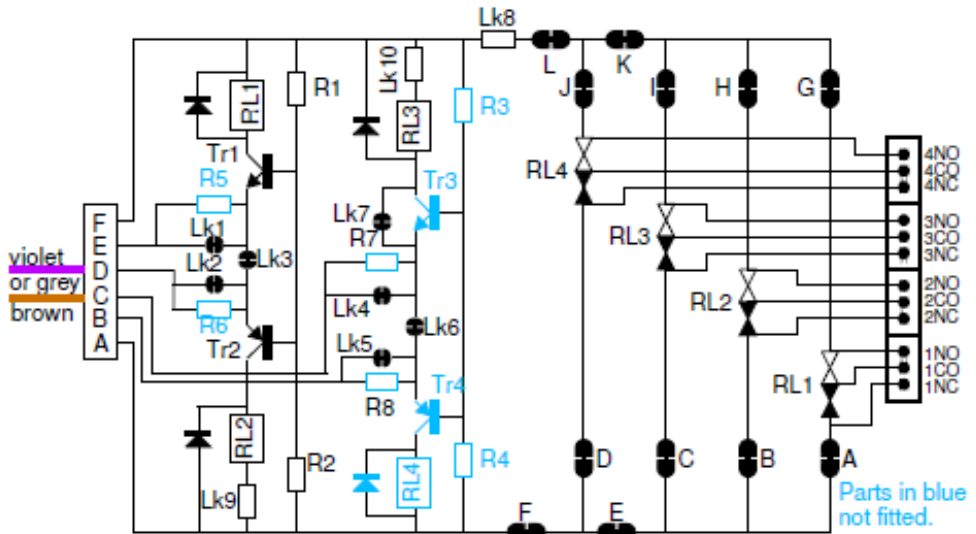 Lk8
L
K
Lk10
R1
R3
RL1
RL3
J
I
H
G
Tr1
Tr3
R5
Lk1
Lk7
R7
Lk2
Lk3
F
E
D
C
B
A
violet
or grey
brown
R6
Lk4
Lk6
Tr2
Lk5
R8
Tr4
RL2
R2
RL4
R4
Lk9
RL4
RL3
RL2
RL1
4NO
4CO
4NC
3NO
3CO
3NC
2NO
2CO
2NC
1NO
1CO
1NC
D
C
B
A
F
E
Parts in blue
not fitted.